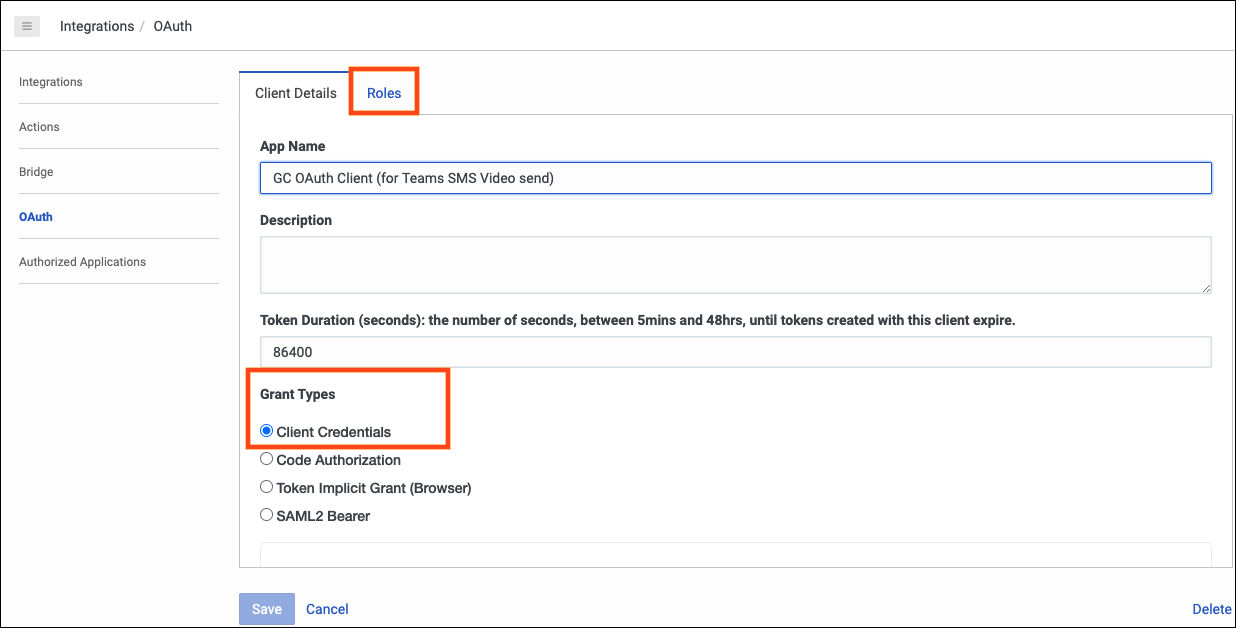 Integrations / OAuth
Integrations
Actions
Bridge
OAuth
Authorized Applications
Client Details
Roles
App Name
GC OAuth Client (for Teams SMS Video send)
Description
Token Duration (seconds): the number of seconds, between 5mins and 48hrs, until tokens created with this client expire.
86400
Grant Types
Client Credentials
Code Authorization
Token Implicit Grant (Browser)
SAML2 Bearer
Save
Cancel
Delete